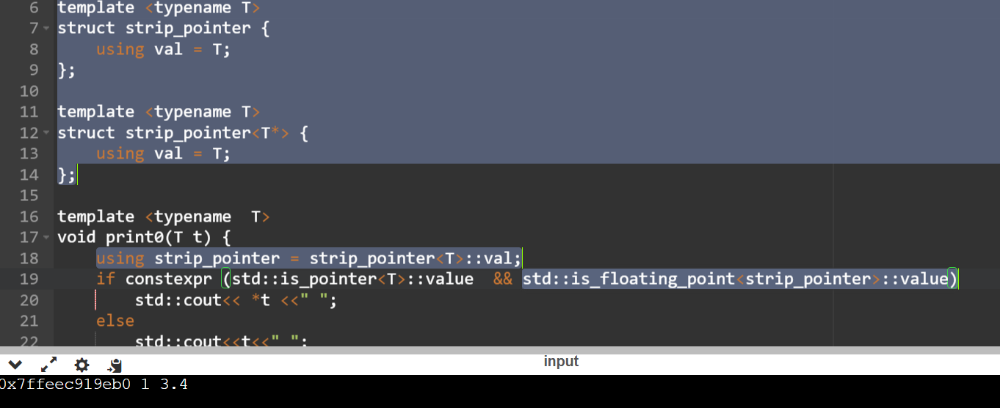 6 template <typename T>
7 struct strip_pointer {
8     using val = T;
9 };
10
11 template <typename T>
12 struct strip_pointer<T*> {
13     using val = T;
14 };
15
16 template <typename  T>
17 void print0(T t) {
18     using strip_pointer = strip_pointer<T>::val;
19     if constexpr (std::is_pointer<T>::value  && std::is_floating_point<strip_pointer>::value)
20         std::cout<< *t <<" ";
21     else
22         std::cout<<t<<" ";
input
0x7ffeec919eb0 1 3.4